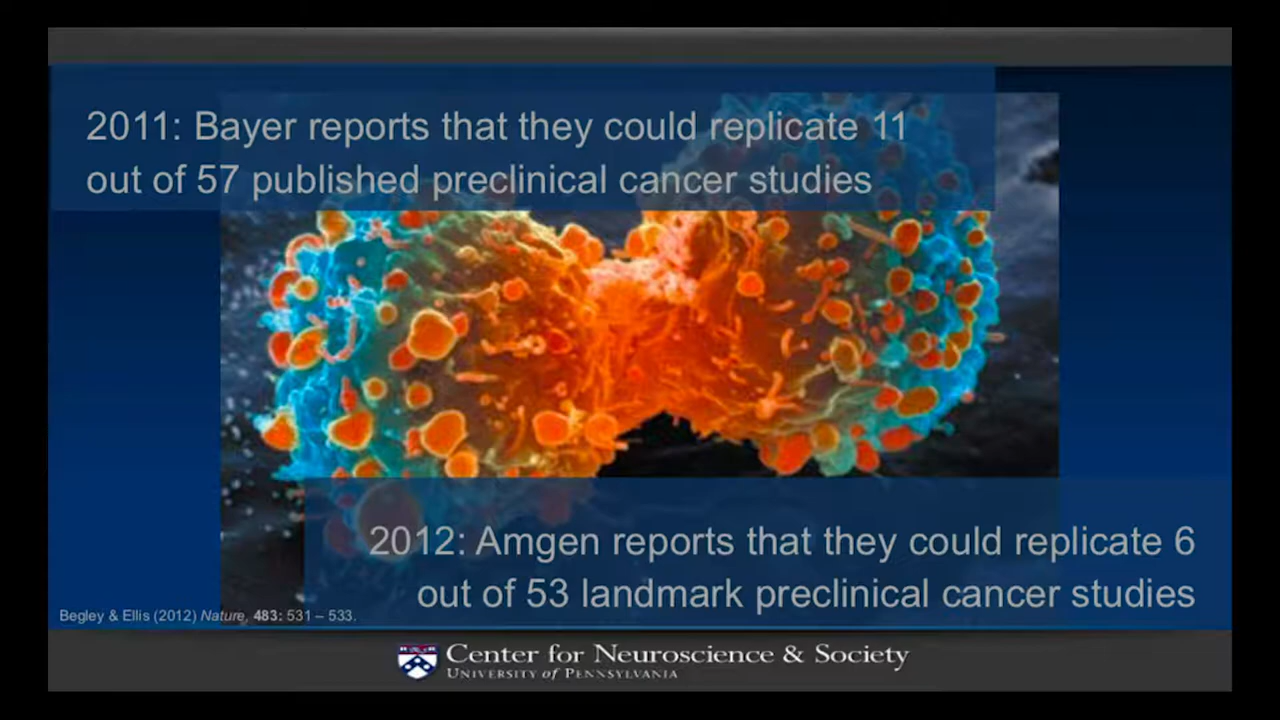 2011: Bayer reports that they could replicate 11
out of 57 published preclinical cancer studies
2012: Amgen reports that they could replicate 6
out of 53 landmark preclinical cancer studies
Begley & Ellis (2012) Nature, 483: 531 – 533.
Center for Neuroscience & Society
UNIVERSITY of PENNSYLVANIA